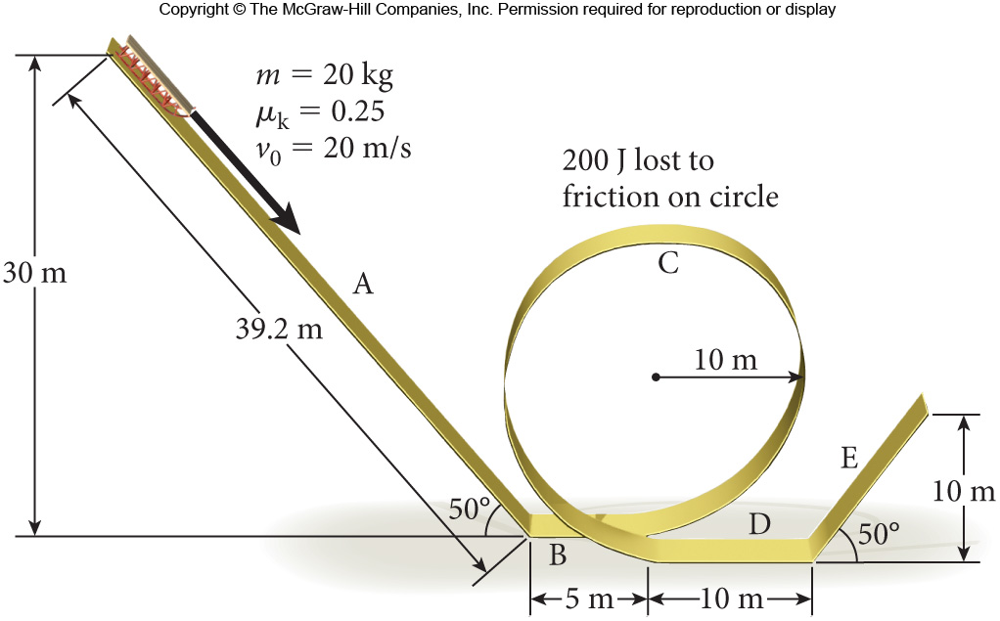 Copyright © The McGraw-Hill Companies, Inc. Permission required for reproduction or display
m = 20 kg
μk = 0.25
v0 = 20 m/s
200 J lost to
friction on circle
C
30 m
A
39.2 m
10 m
E
10 m
50°
D
50°
B
5 m
10 m